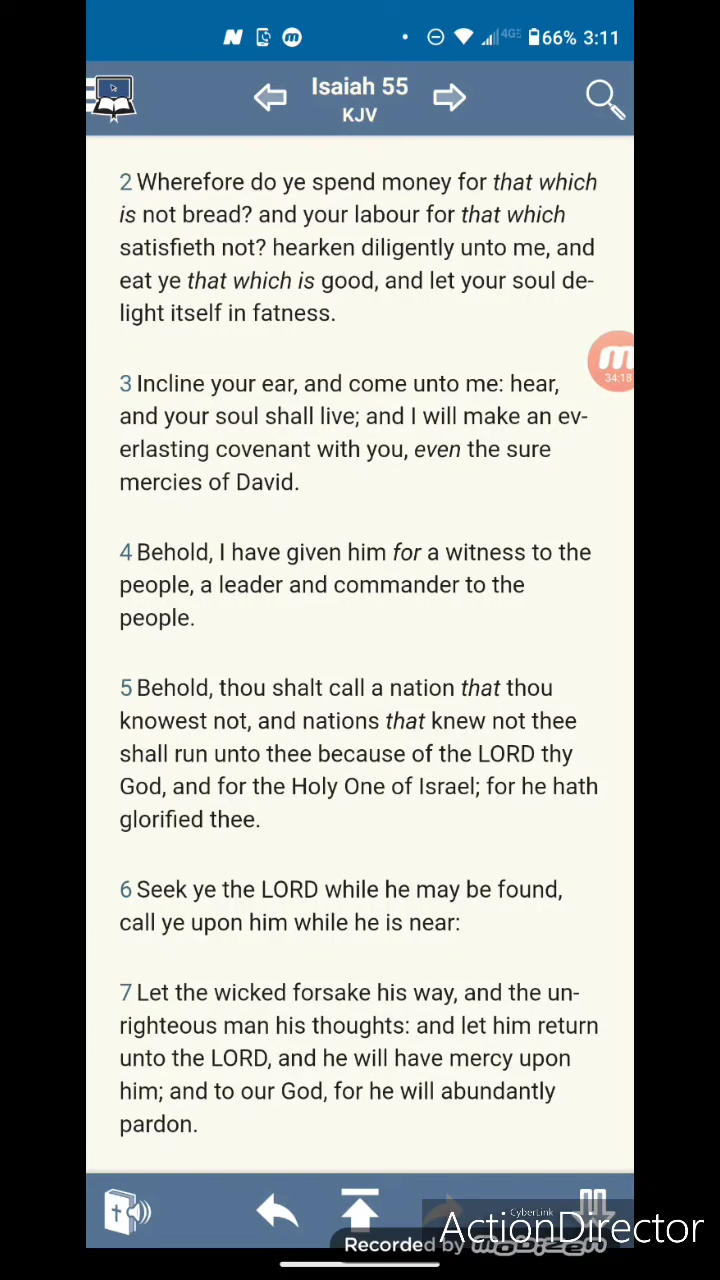 66% 3:11
Isaiah 55
KJV
2 Wherefore do ye spend money for that which
is not bread? and your labour for that which
satisfieth not? hearken diligently unto me, and
eat ye that which is good, and let your soul de-
light itself in fatness.
3 Incline your ear, and come unto me: hear,
and your soul shall live; and I will make an ev-
erlasting covenant with you, even the sure
mercies of David.
34:18
4 Behold, I have given him for a witness to the
people, a leader and commander to the
people.
5 Behold, thou shalt call a nation that thou
knowest not, and nations that knew not thee
shall run unto thee because of the LORD thy
God, and for the Holy One of Israel; for he hath
glorified thee.
6 Seek ye the LORD while he may be found,
call ye upon him while he is near:
7 Let the wicked forsake his way, and the un-
righteous man his thoughts: and let him return
unto the LORD, and he will have mercy upon
him; and to our God, for he will abundantly
pardon.
CyberLink
ActionDirector
Recorded by MOBIZEN